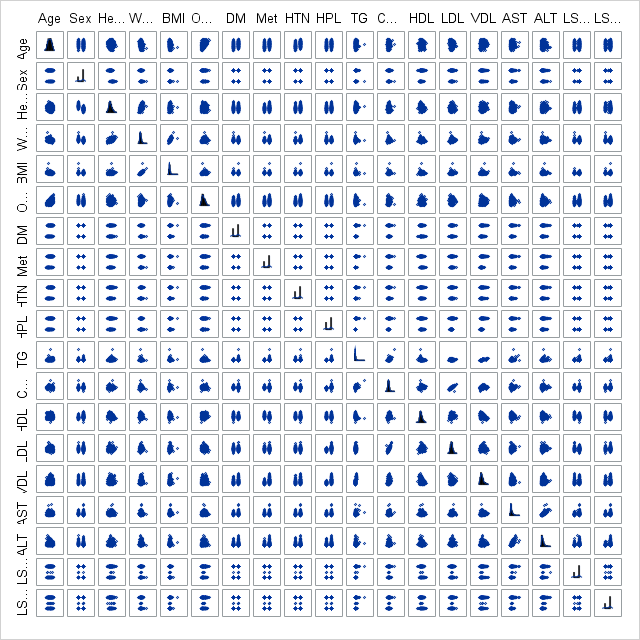 Age Sex He... W... BMI O... DM Met HTN HPL TG C... HDL LDL VDL AST ALT LS... LS...
Age
Sex
He...
W...
BMI
O...
DM
Met
HTN
HPL
TG
C...
HDL
LDL
VDL
AST
ALT
LS...
LS...